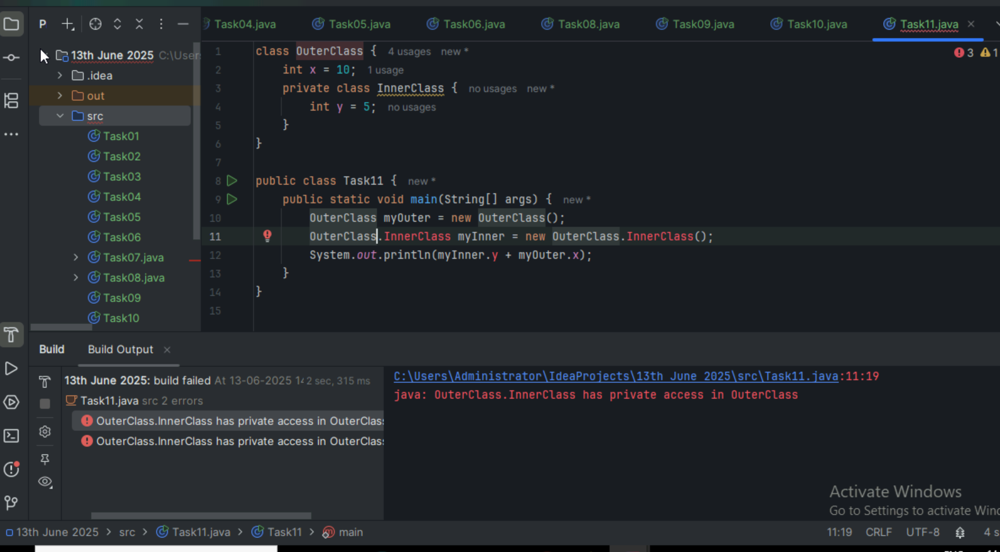 P
Task04.java Task05.java Task06.java Task08.java Task09.java Task10.java Task11.java
13th June 2025 C:\User
.idea
out
src
Task01
Task02
Task03
Task04
Task05
Task06
Task07.java
Task08.java
Task09
Task10
3 1
1 class OuterClass { 4 usages new *
2 int x = 10; 1 usage
3 private class InnerClass { no usages new *
4 int y = 5; no usages
5 }
6 }
7
8 public class Task11 { new *
9 public static void main(String[] args) { new *
10 OuterClass myOuter = new OuterClass();
11 OuterClass.InnerClass myInner = new OuterClass.InnerClass();
12 System.out.println(myInner.y + myOuter.x);
13 }
14 }
15
Build Build Output
13th June 2025: build failed At 13-06-2025 14 2 sec, 315 ms
Task11.java src 2 errors
OuterClass.InnerClass has private access in OuterClas
OuterClass.InnerClass has private access in OuterClas
C:\Users\Administrator\IdeaProjects\13th June 2025\src\Task11.java:11:19
java: OuterClass.InnerClass has private access in OuterClass
Activate Windows
Go to Settings to activate Win
13th June 2025 > src > Task11.java > Task11 > main
11:19 CRLF UTF-8 4 s